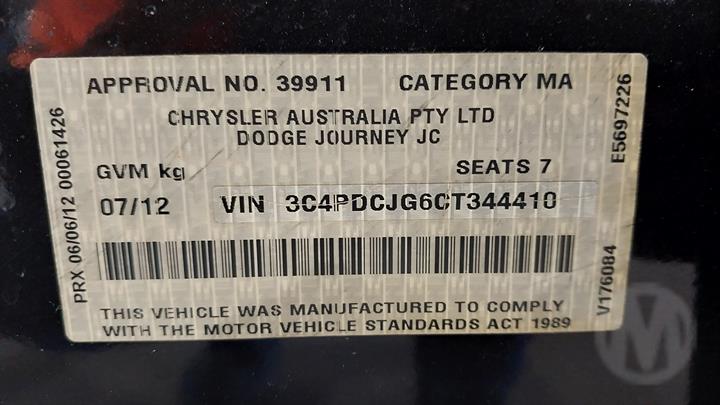 APPROVAL NO. 39911 CATEGORY MA
CHRYSLER AUSTRALIA PTY LTD
DODGE JOURNEY JC
GVM kg SEATS 7
07/12 VIN 3C4PDCJG6CT344410
THIS VEHICLE WAS MANUFACTURED TO COMPLY
WITH THE MOTOR VEHICLE STANDARDS ACT 1989
PRX 06/06/12 00061426
E5697226
V176084
M